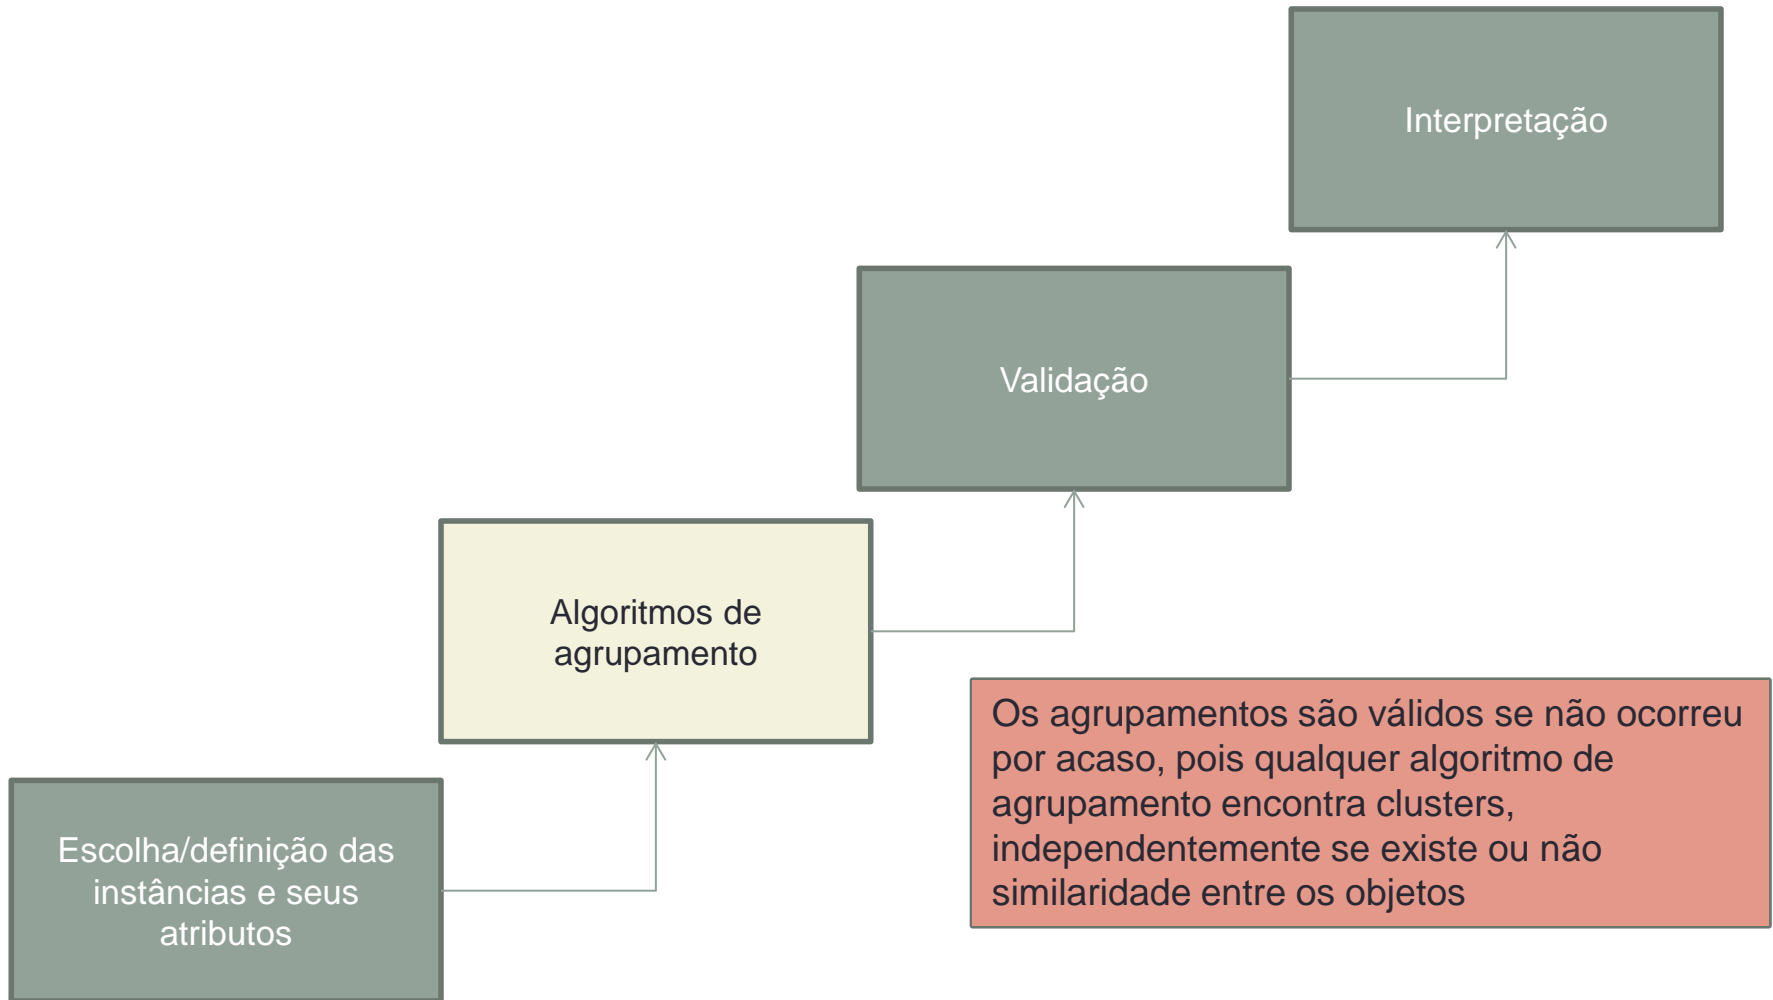 Interpretação
Validação
Algoritmos de
agrupamento
Os agrupamentos são válidos se não ocorreu
por acaso, pois qualquer algoritmo de
agrupamento encontra clusters,
independentemente se existe ou não
similaridade entre os objetos
Escolha/definição das
instâncias e seus
atributos